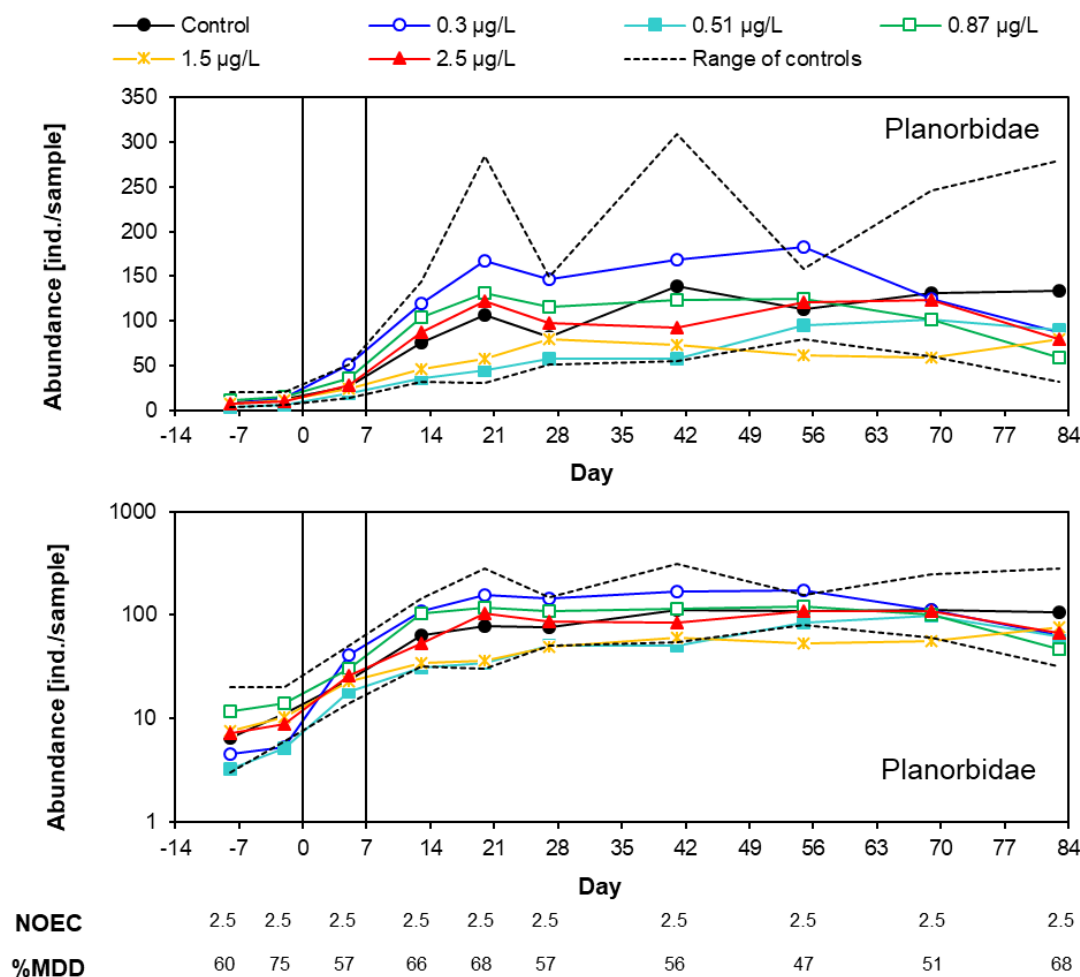 Control 0.3 µg/L 0.51 µg/L 0.87 µg/L
1.5 µg/L 2.5 µg/L Range of controls
Abundance [ind./sample]
350
300
250
200
150
100
50
0
Planorbidae
-14 -7 0 7 14 21 28 35 42 49 56 63 70 77 84
Day
Abundance [ind./sample]
1000
100
10
1
Planorbidae
-14 -7 0 7 14 21 28 35 42 49 56 63 70 77 84
Day
NOEC 2.5 2.5 2.5 2.5 2.5 2.5 2.5 2.5 2.5 2.5
%MDD 60 75 57 66 68 57 56 47 51 68